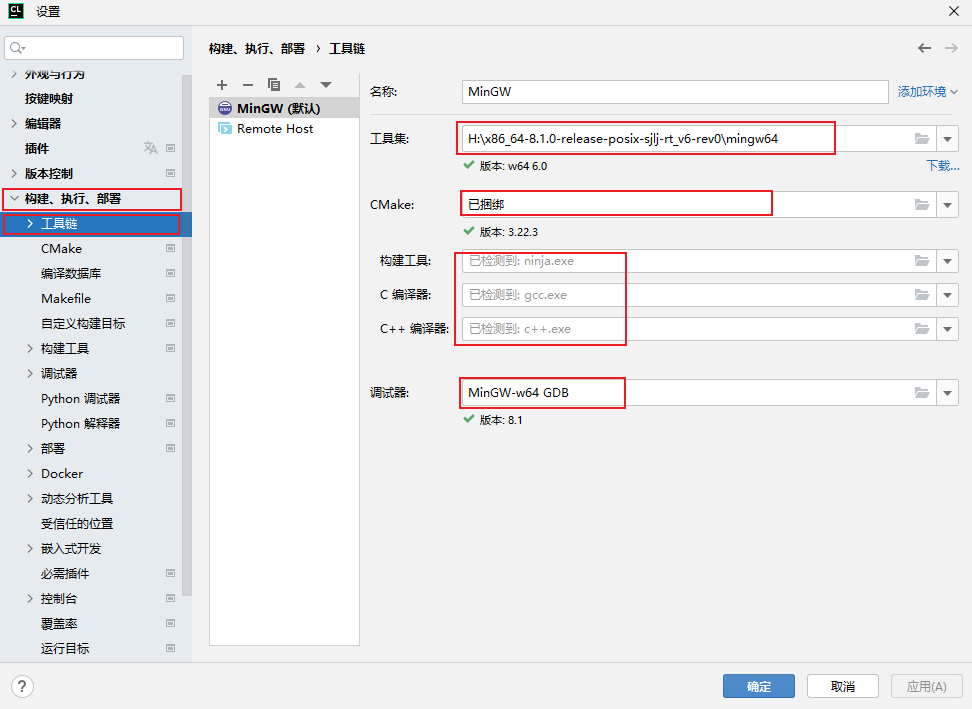 CL 设置
构建、执行、部署 › 工具链
外观与行为
按键映射
编辑器
插件
版本控制
构建、执行、部署
工具链
CMake
编译数据库
Makefile
自定义构建目标
构建工具
调试器
Python 调试器
Python 解释器
部署
Docker
动态分析工具
受信任的位置
嵌入式开发
必需插件
控制台
覆盖率
运行目标
MinGW (默认)
Remote Host
名称: MinGW 添加环境
工具集: H:\x86_64-8.1.0-release-posix-sjlj-rt_v6-rev0\mingw64
版本: w64 6.0 下载...
CMake: 已捆绑
版本: 3.22.3
构建工具: 已检测到: ninja.exe
C 编译器: 已检测到: gcc.exe
C++ 编译器: 已检测到: c++.exe
调试器: MinGW-w64 GDB
版本: 8.1
? 确定 取消 应用(A)